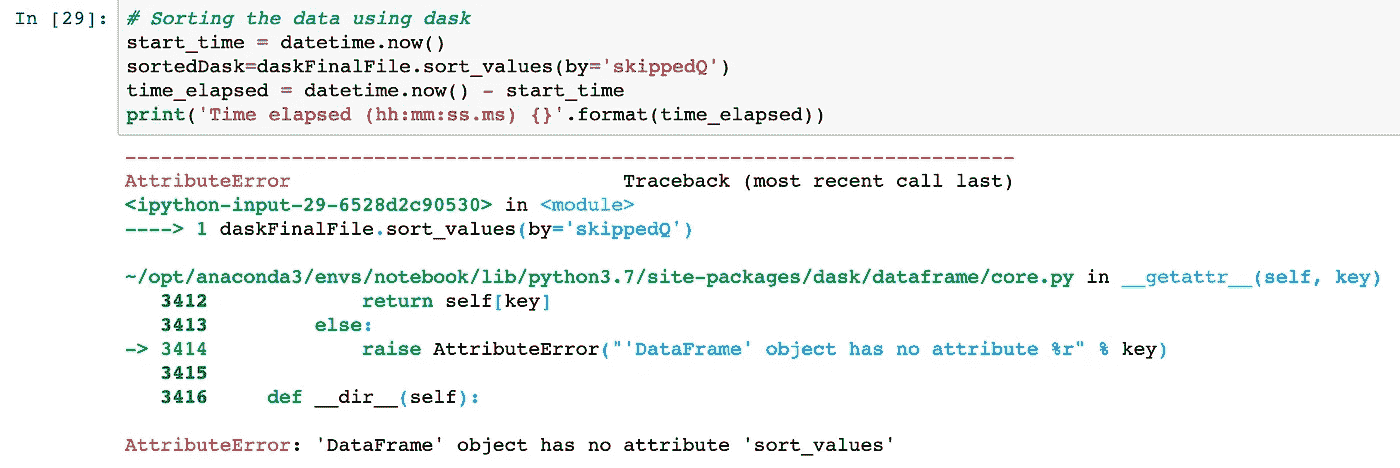 In [29]: # Sorting the data using dask
start_time = datetime.now()
sortedDask=daskFinalFile.sort_values(by='skippedQ')
time_elapsed = datetime.now() - start_time
print('Time elapsed (hh:mm:ss.ms) {}'.format(time_elapsed))
---------------------------------------------------------------------------
AttributeError                            Traceback (most recent call last)
<ipython-input-29-6528d2c90530> in <module>
----> 1 daskFinalFile.sort_values(by='skippedQ')
~/opt/anaconda3/envs/notebook/lib/python3.7/site-packages/dask/dataframe/core.py in __getattr__(self, key)
   3412             return self[key]
   3413         else:
-> 3414             raise AttributeError("'DataFrame' object has no attribute %r" % key)
   3415
   3416     def __dir__(self):
AttributeError: 'DataFrame' object has no attribute 'sort_values'